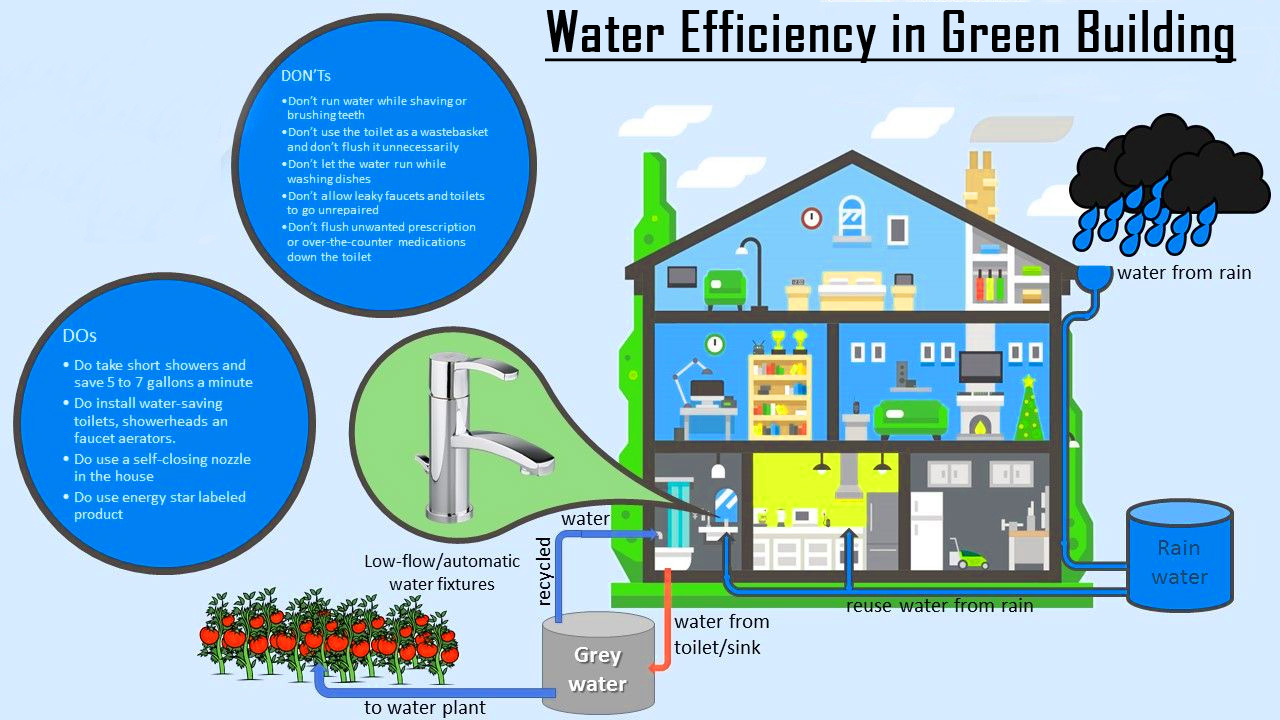 Water Efficiency in Green Building
DON'Ts
•Don't run water while shaving or
brushing teeth
•Don't use the toilet as a wastebasket
and don't flush it unnecessarily
•Don't let the water run while
washing dishes
•Don't allow leaky faucets and toilets
to go unrepaired
•Don't flush unwanted prescription
or over-the-counter medications
down the toilet
DOs
• Do take short showers and
save 5 to 7 gallons a minute
• Do install water-saving
toilets, showerheads an
faucet aerators.
• Do use a self-closing nozzle
in the house
• Do use energy star labeled
product
Low-flow/automatic
water fixtures
water from rain
Rain
water
reuse water from rain
recycled
water
water from
toilet/sink
Grey
water
to water plant